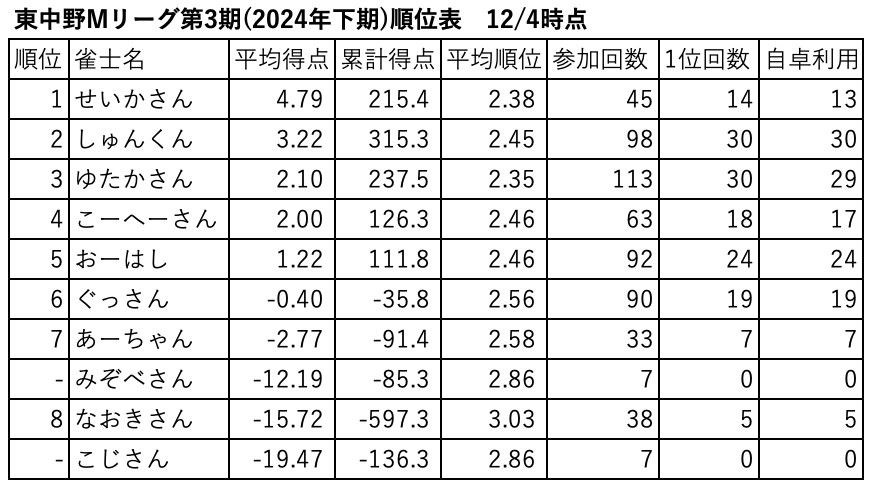 東中野Mリーグ第3期(2024年下期)順位表　12/4時点
順位 雀士名 平均得点 累計得点 平均順位 参加回数 1位回数 自卓利用
1 せいかさん 4.79 215.4 2.38 45 14 13
2 しゅんくん 3.22 315.3 2.45 98 30 30
3 ゆたかさん 2.10 237.5 2.35 113 30 29
4 こーへーさん 2.00 126.3 2.46 63 18 17
5 おーはし 1.22 111.8 2.46 92 24 24
6 ぐっさん -0.40 -35.8 2.56 90 19 19
7 あーちゃん -2.77 -91.4 2.58 33 7 7
- みぞべさん -12.19 -85.3 2.86 7 0 0
8 なおきさん -15.72 -597.3 3.03 38 5 5
- こじさん -19.47 -136.3 2.86 7 0 0